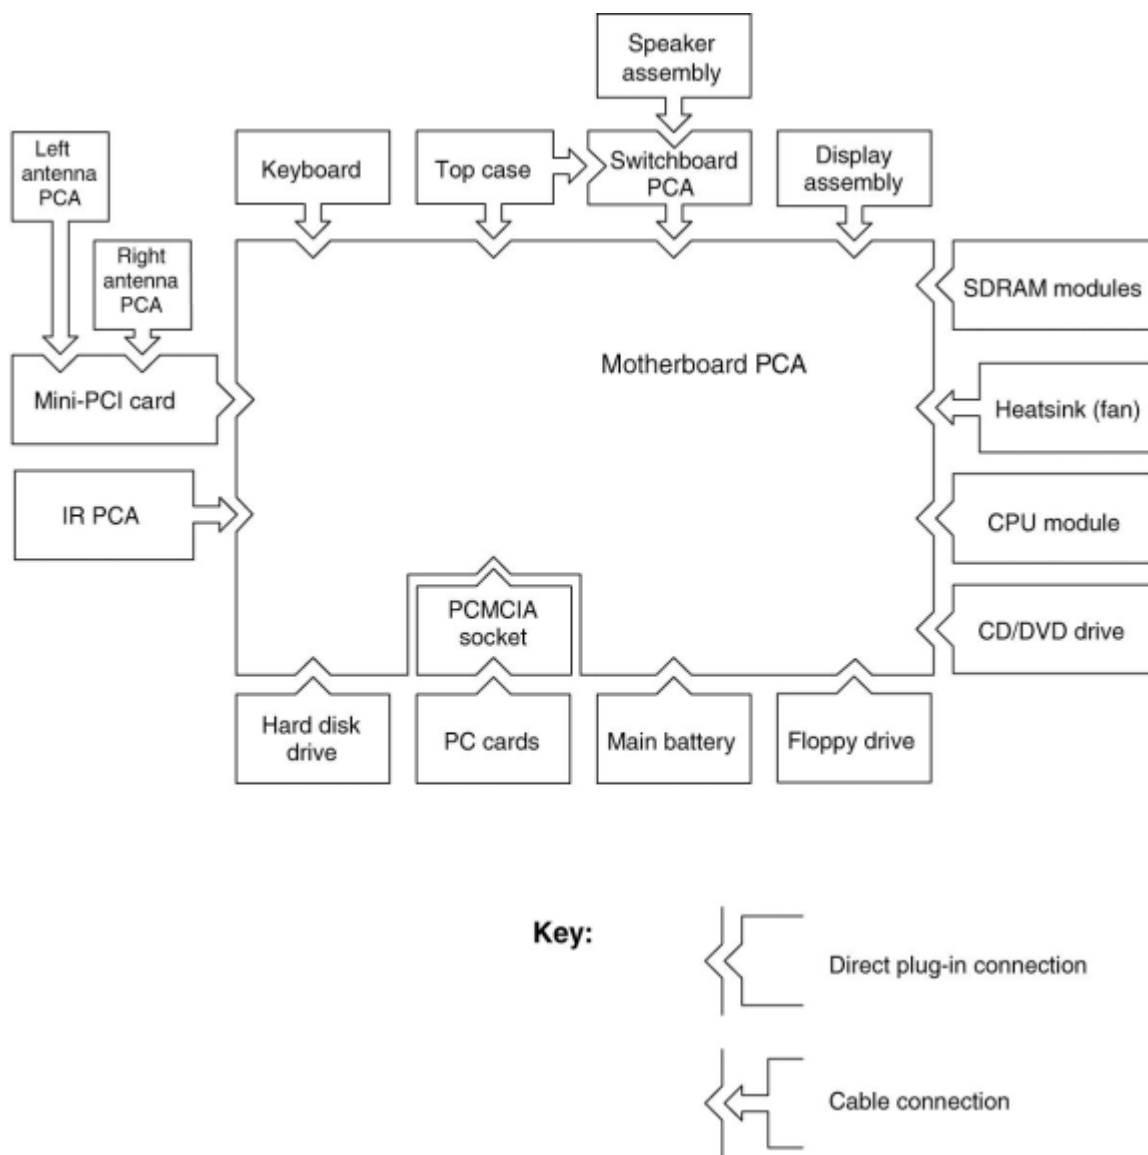 Speaker
assembly
Left
antenna
PCA
Keyboard
Top case
Switchboard
PCA
Display
assembly
Right
antenna
PCA
SDRAM modules
Motherboard PCA
Mini-PCI card
Heatsink (fan)
IR PCA
CPU module
PCMCIA
socket
CD/DVD drive
Hard disk
drive
PC cards
Main battery
Floppy drive
Key:
Direct plug-in connection
Cable connection